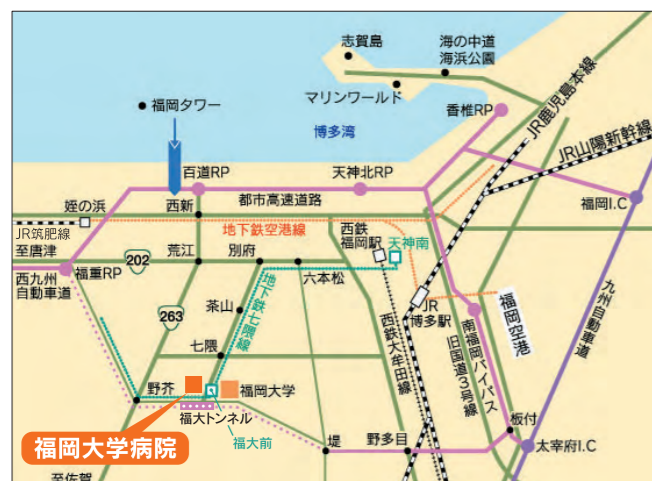 志賀島
海の中道
海浜公園
マリンワールド
福岡タワー
博多湾
香椎RP
JR鹿児島本線
JR山陽新幹線
百道RP
天神北RP
都市高速道路
福岡I.C
姪の浜
西新
JR筑肥線
地下鉄空港線
西鉄
福岡駅
天神南
至唐津
202
荒江
別府
六本松
福重RP
西九州
自動車道
地下鉄七隈線
茶山
263
七隈
JR
博多駅
福岡空港
九州自動車道
西鉄大牟田線
南福岡バイパス
旧国道3号線
野芥
福岡大学
福大トンネル
福大前
板付
太宰府I.C
堤
野多目
福岡大学病院
至佐賀